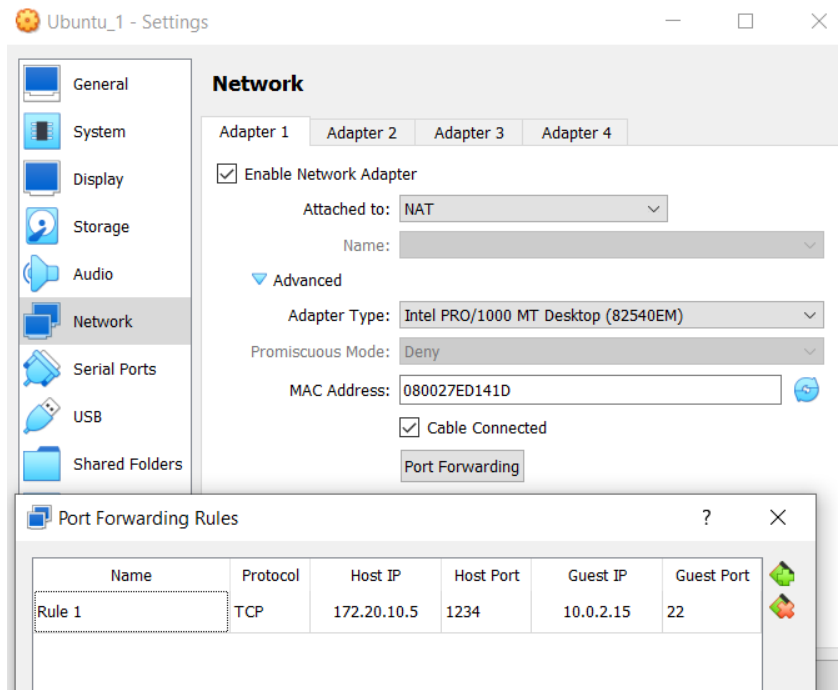 Ubuntu_1 - Settings
General
System
Display
Storage
Audio
Network
Serial Ports
USB
Shared Folders
Network
Adapter 1 Adapter 2 Adapter 3 Adapter 4
Enable Network Adapter
Attached to: NAT
Name:
Advanced
Adapter Type: Intel PRO/1000 MT Desktop (82540EM)
Promiscuous Mode: Deny
MAC Address: 080027ED141D
Cable Connected
Port Forwarding
Port Forwarding Rules ?
Name Protocol Host IP Host Port Guest IP Guest Port
Rule 1 TCP 172.20.10.5 1234 10.0.2.15 22